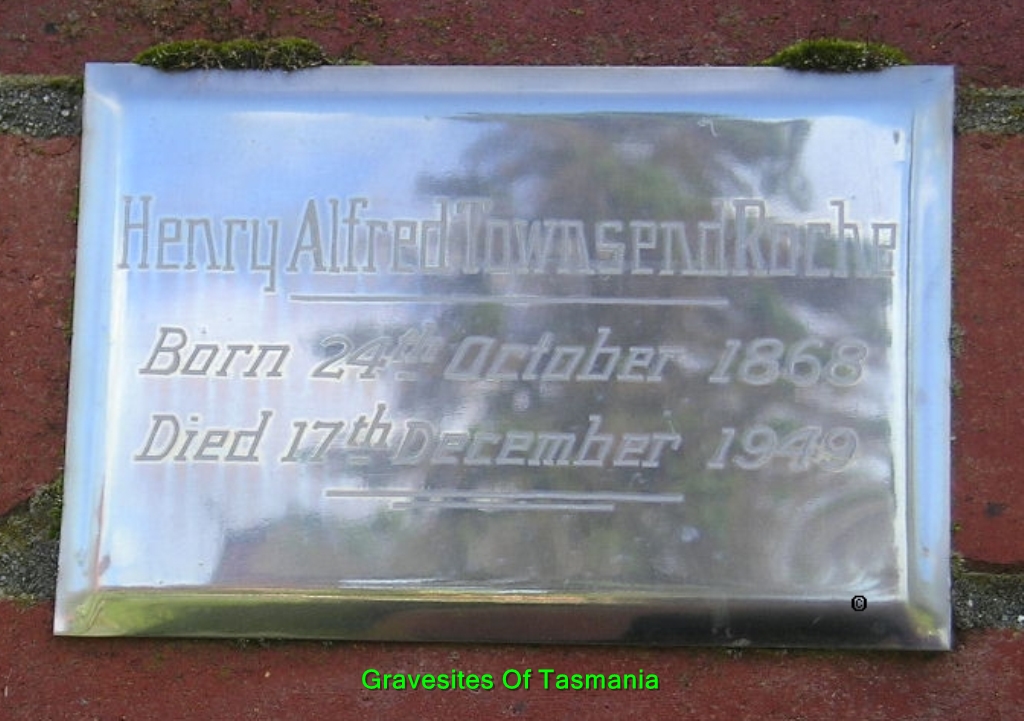 Henry Alfred Townsend Roche
Born 24th October 1868
Died 17th December 1949
©
Gravesites Of Tasmania